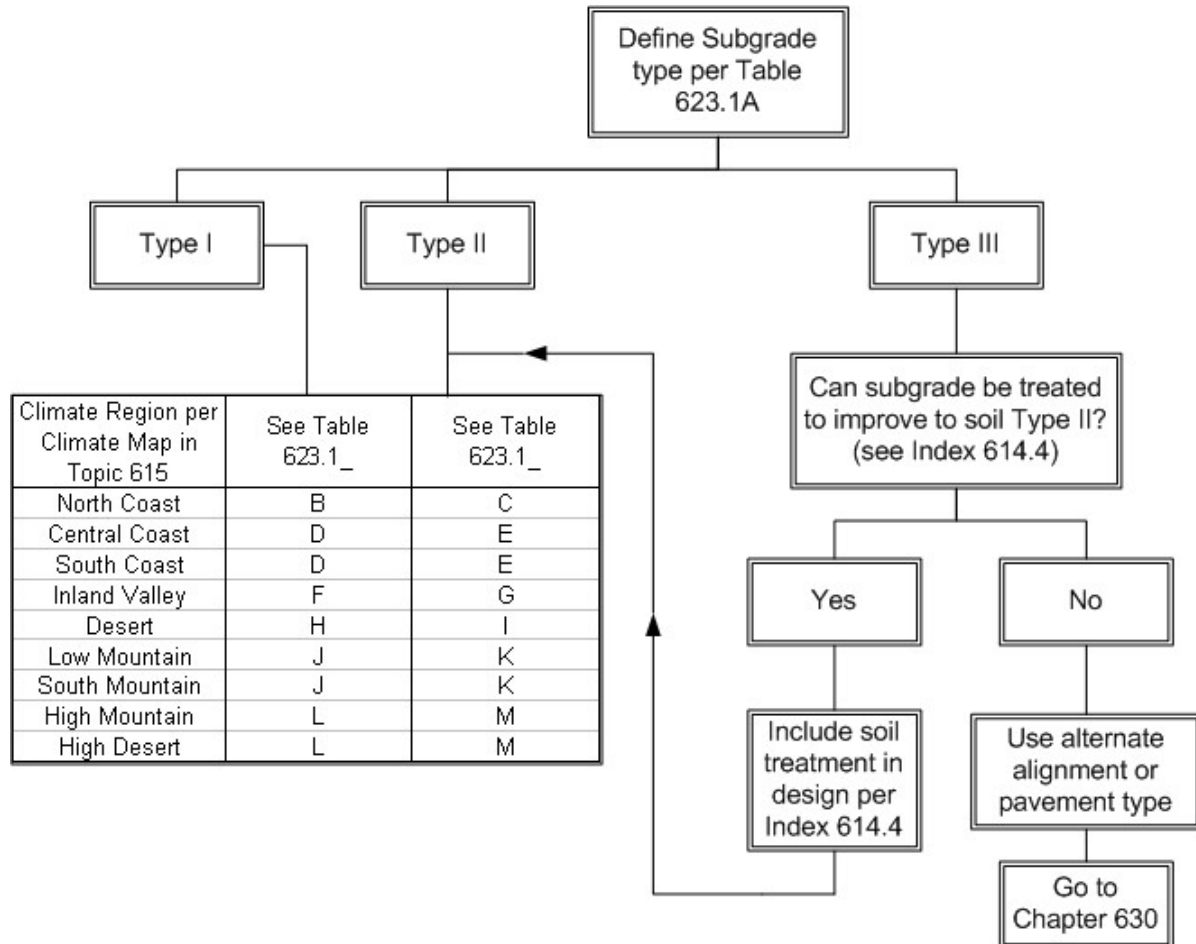 Define Subgrade
type per Table
623.1A
Type I
Type II
Type III
Can subgrade be treated
to improve to soil Type II?
(see Index 614.4)
Climate Region per
Climate Map in
Topic 615
See Table
623.1_
See Table
623.1_
North Coast B C
Central Coast D E
South Coast D E
Inland Valley F G
Desert H I
Low Mountain J K
South Mountain J K
High Mountain L M
High Desert L M
Yes
No
Include soil
treatment in
design per
Index 614.4
Use alternate
alignment or
pavement type
Go to
Chapter 630